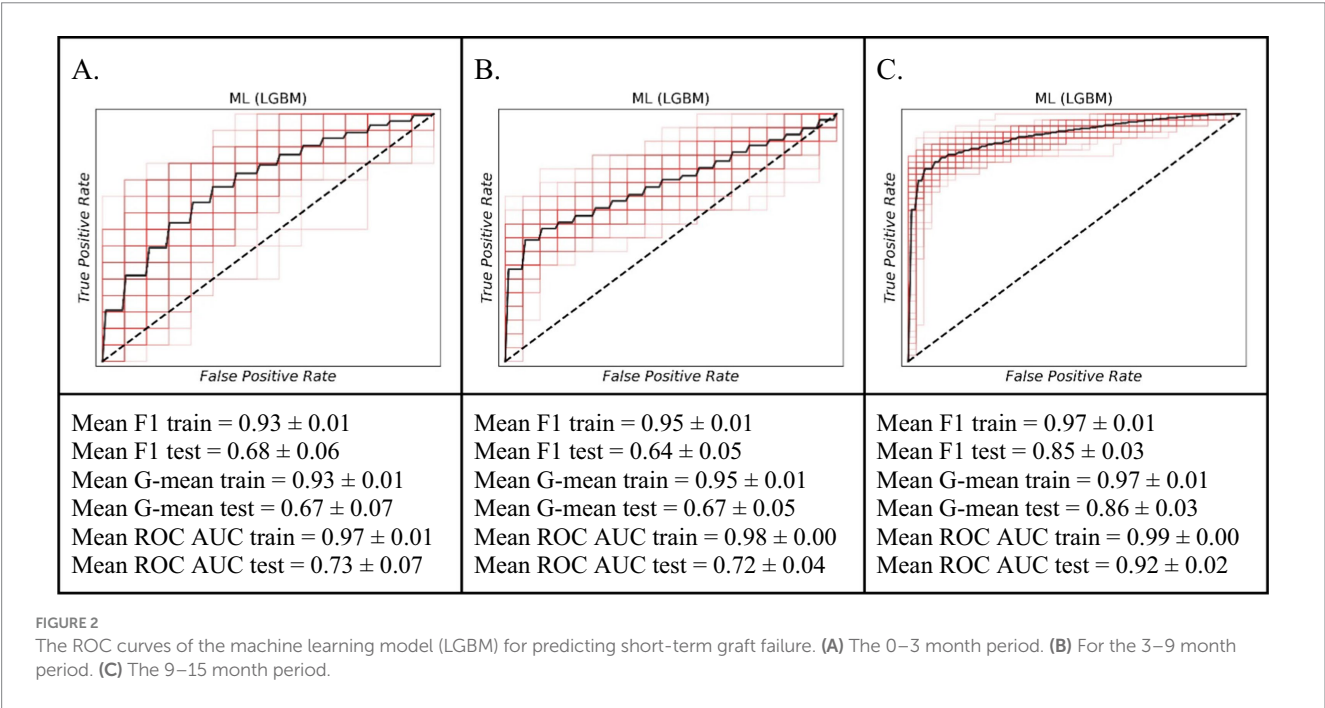 A.
ML (LGBM)
True Positive Rate
False Positive Rate
Mean F1 train = 0.93 ± 0.01
Mean F1 test = 0.68 ± 0.06
Mean G-mean train = 0.93 ± 0.01
Mean G-mean test = 0.67 ± 0.07
Mean ROC AUC train = 0.97 ± 0.01
Mean ROC AUC test = 0.73 ± 0.07
B.
ML (LGBM)
True Positive Rate
False Positive Rate
Mean F1 train = 0.95 ± 0.01
Mean F1 test = 0.64 ± 0.05
Mean G-mean train = 0.95 ± 0.01
Mean G-mean test = 0.67 ± 0.05
Mean ROC AUC train = 0.98 ± 0.00
Mean ROC AUC test = 0.72 ± 0.04
C.
ML (LGBM)
True Positive Rate
False Positive Rate
Mean F1 train = 0.97 ± 0.01
Mean F1 test = 0.85 ± 0.03
Mean G-mean train = 0.97 ± 0.01
Mean G-mean test = 0.86 ± 0.03
Mean ROC AUC train = 0.99 ± 0.00
Mean ROC AUC test = 0.92 ± 0.02
FIGURE 2
The ROC curves of the machine learning model (LGBM) for predicting short-term graft failure. (A) The 0–3 month period. (B) For the 3–9 month
period. (C) The 9–15 month period.